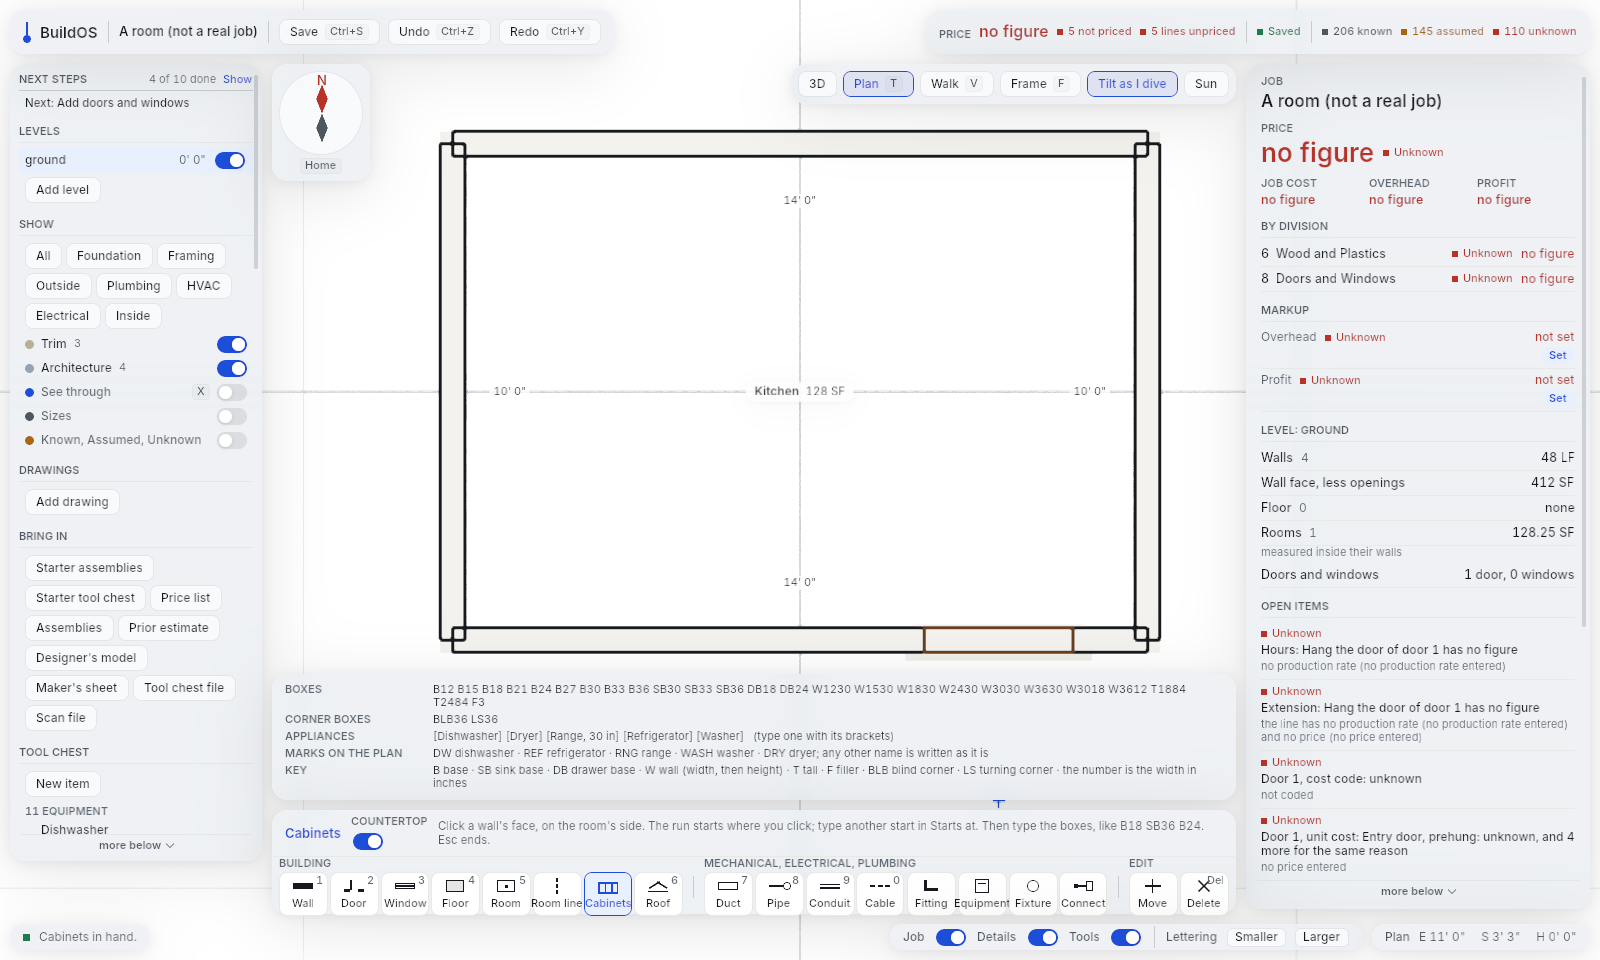 BuildOS
A room (not a real job)
Save Ctrl+S
Undo Ctrl+Z
Redo Ctrl+Y
PRICE no figure 5 not priced 5 lines unpriced Saved 206 known 145 assumed 110 unknown
NEXT STEPS 4 of 10 done Show
Next: Add doors and windows
LEVELS
ground 0' 0"
Add level
SHOW
All Foundation Framing
Outside Plumbing HVAC
Electrical Inside
Trim 3
Architecture 4
See through X
Sizes
Known, Assumed, Unknown
DRAWINGS
Add drawing
BRING IN
Starter assemblies
Starter tool chest Price list
Assemblies Prior estimate
Designer's model
Maker's sheet Tool chest file
Scan file
TOOL CHEST
New item
11 EQUIPMENT
Dishwasher
more below
N
Home
3D Plan T Walk V Frame F Tilt as I dive Sun
14' 0"
10' 0"
Kitchen 128 SF
10' 0"
14' 0"
BOXES B12 B15 B18 B21 B24 B27 B30 B33 B36 SB30 SB33 SB36 DB18 DB24 W1230 W1530 W1830 W2430 W3030 W3630 W3018 W3612 T1884
T2484 F3
CORNER BOXES BLB36 LS36
APPLIANCES [Dishwasher] [Dryer] [Range, 30 in] [Refrigerator] [Washer] (type one with its brackets)
MARKS ON THE PLAN DW dishwasher · REF refrigerator · RNG range · WASH washer · DRY dryer; any other name is written as it is
KEY B base · SB sink base · DB drawer base · W wall (width, then height) · T tall · F filler · BLB blind corner · LS turning corner · the number is the width in
inches
Cabinets
COUNTERTOP
Click a wall's face, on the room's side. The run starts where you click; type another start in Starts at. Then type the boxes, like B18 SB36 B24.
Esc ends.
BUILDING
MECHANICAL, ELECTRICAL, PLUMBING
EDIT
1 2 3 4 5 6 7 8 9 0 Del
Wall Door Window Floor Room Room line Cabinets Roof Duct Pipe Conduit Cable Fitting Equipment Fixture Connect Move Delete
JOB
A room (not a real job)
PRICE
no figure Unknown
JOB COST OVERHEAD PROFIT
no figure no figure no figure
BY DIVISION
6 Wood and Plastics Unknown no figure
8 Doors and Windows Unknown no figure
MARKUP
Overhead Unknown not set
Set
Profit Unknown not set
Set
LEVEL: GROUND
Walls 4 48 LF
Wall face, less openings 412 SF
Floor 0 none
Rooms 1 128.25 SF
measured inside their walls
Doors and windows 1 door, 0 windows
OPEN ITEMS
Unknown
Hours: Hang the door of door 1 has no figure
no production rate (no production rate entered)
Unknown
Extension: Hang the door of door 1 has no figure
the line has no production rate (no production rate entered)
and no price (no price entered)
Unknown
Door 1, cost code: unknown
not coded
Unknown
Door 1, unit cost: Entry door, prehung: unknown, and 4
more for the same reason
no price entered
more below
Cabinets in hand.
Job Details Tools Lettering Smaller Larger
Plan E 11' 0" S 3' 3" H 0' 0"